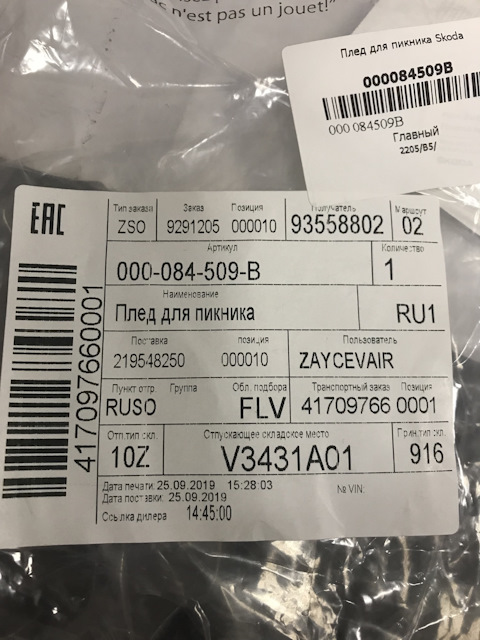 n'est pas un jouet!"
Плед для пикника Skoda
000084509B
000 084509B
Главный
2205/B5/
EAC
Тип заказа Заказ Позиция Получатель Маршрут
ZSO 9291205 000010 93558802 02
Артикул Количество
000-084-509-B 1
Наименование
Плед для пикника RU1
Поставка позиция Пользователь
219548250 000010 ZAYCEVAIR
Пункт отгр. Группа Обл. подбора Транспортный заказ Позиция
RUSO FLV 41709766 0001
Отп.тип скл. Отпускающее складское место Прин.тип скл.
10Z V3431A01 916
Дата печати: 25.09.2019 15:28:03 № VIN:
Дата поставки: 25.09.2019
Ссылка дилера 14:45:00
417097660001